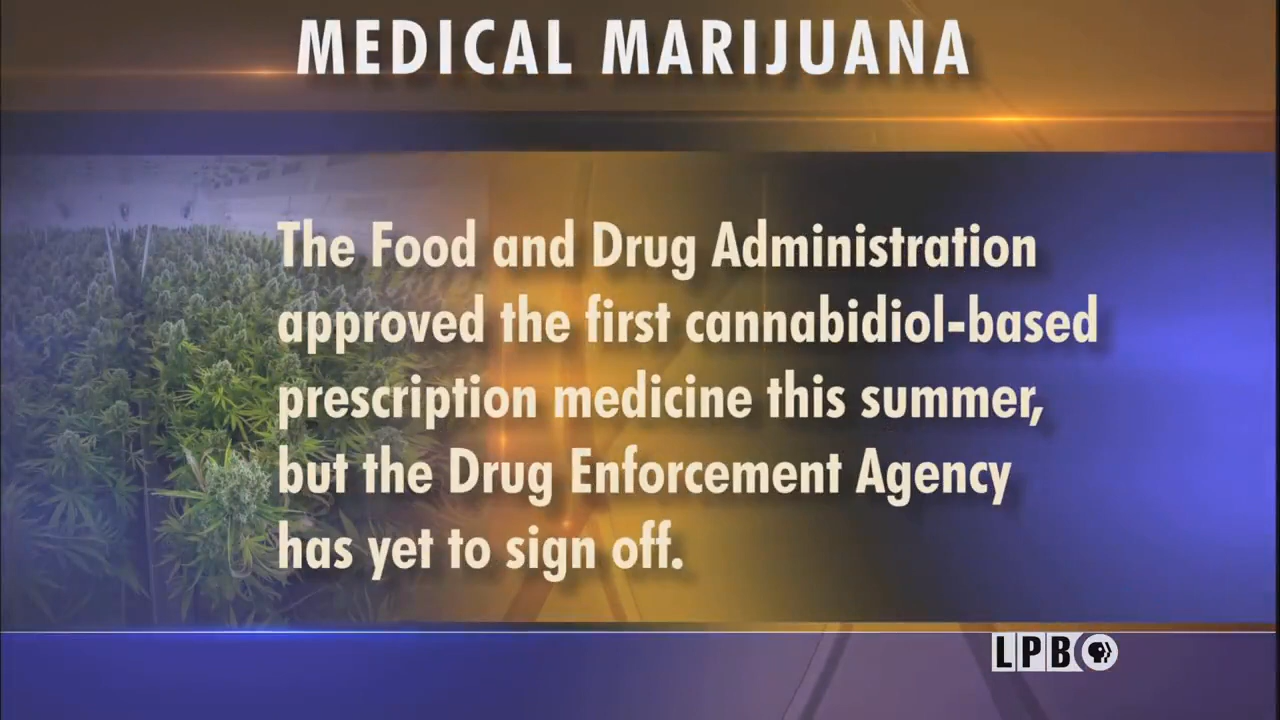 MEDICAL MARIJUANA
The Food and Drug Administration
approved the first cannabidiol-based
prescription medicine this summer,
but the Drug Enforcement Agency
has yet to sign off.
LPB